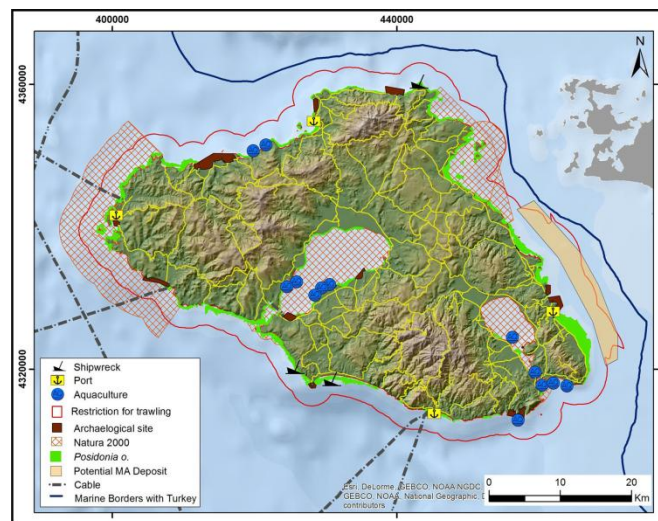 400000
440000
N
4360000
4320000
Shipwreck
Port
Aquaculture
Restriction for trawling
Archaeological site
Natura 2000
Posidonia o.
Potential MA Deposit
Cable
Marine Borders with Turkey
Esri, DeLorme, GEBCO, NOAA NGDC,
GEBCO, NOAA, National Geographic, D
contributors
0
10
20
Km